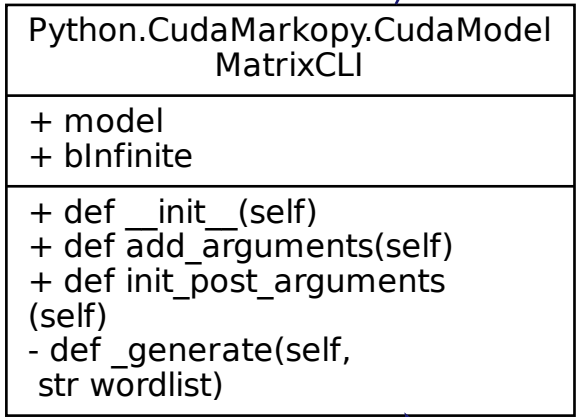 Python.CudaMarkopy.CudaModel
MatrixCLI
+ model
+ bInfinite
+ def __init__(self)
+ def add_arguments(self)
+ def init_post_arguments
(self)
- def _generate(self,
str wordlist)